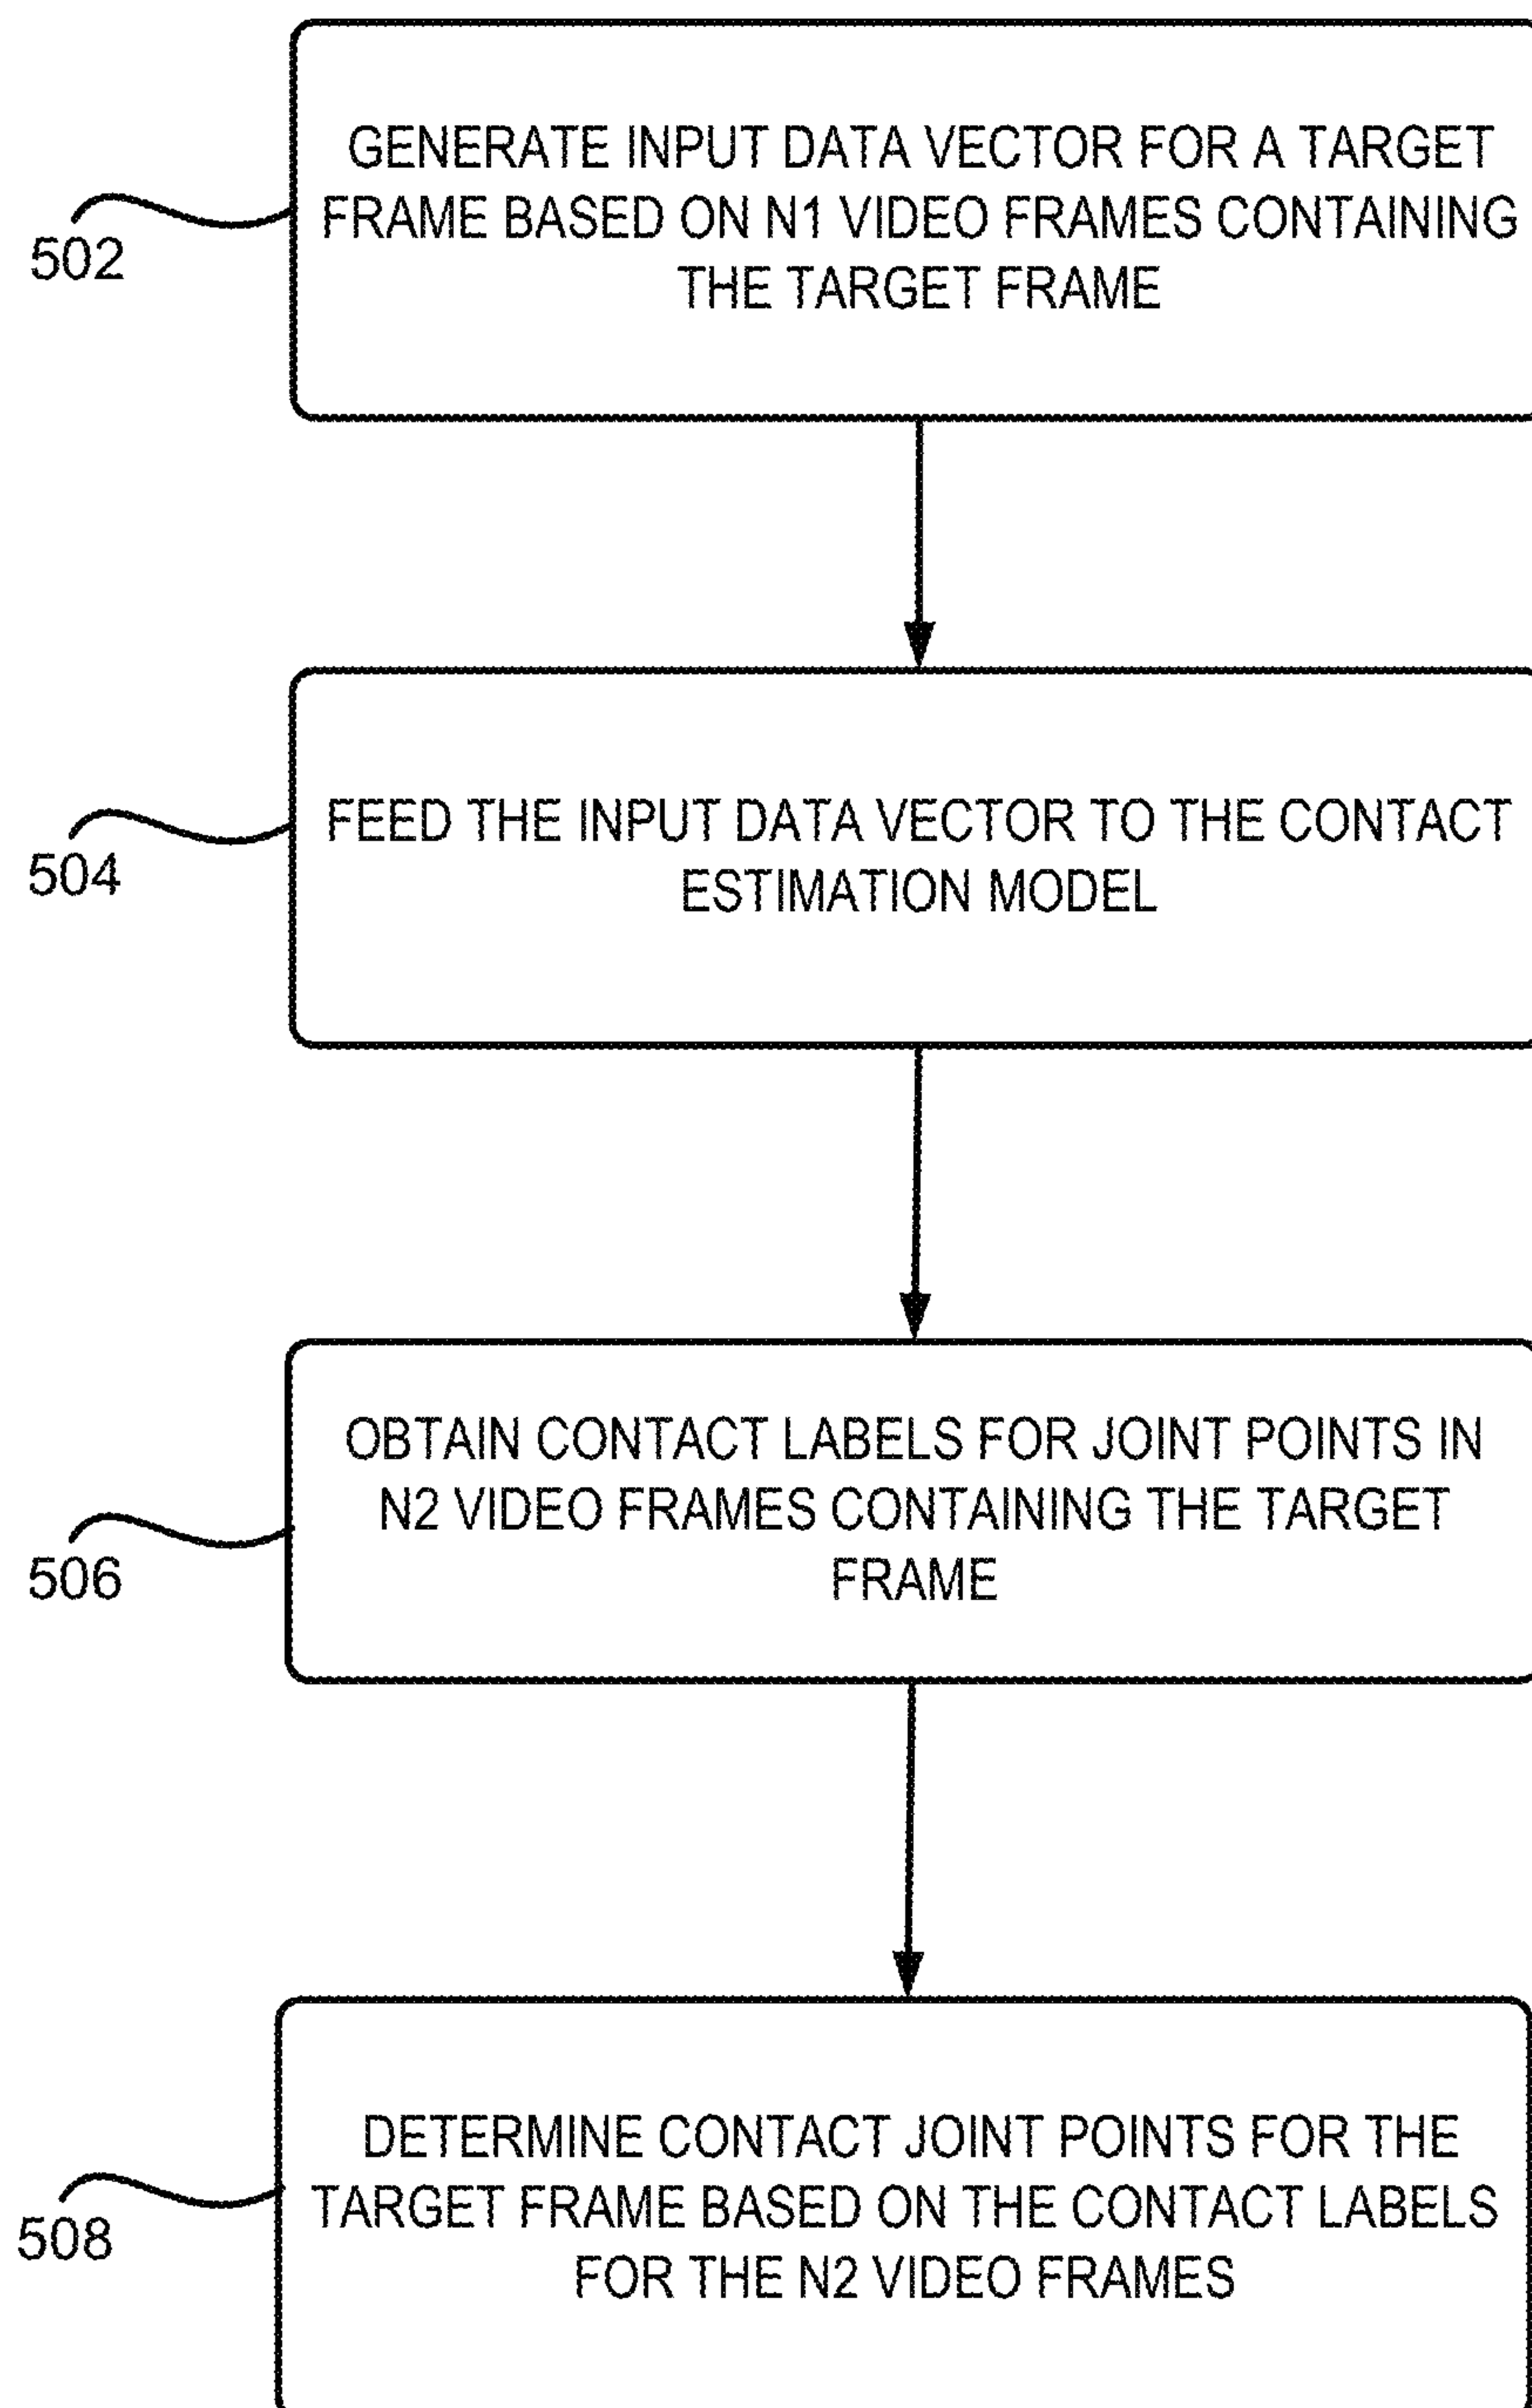 GENERATE INPUT DATA VECTOR FOR A TARGET
FRAME BASED ON N1 VIDEO FRAMES CONTAINING
THE TARGET FRAME
502
FEED THE INPUT DATA VECTOR TO THE CONTACT
ESTIMATION MODEL
504
OBTAIN CONTACT LABELS FOR JOINT POINTS IN
N2 VIDEO FRAMES CONTAINING THE TARGET
FRAME
506
DETERMINE CONTACT JOINT POINTS FOR THE
TARGET FRAME BASED ON THE CONTACT LABELS
FOR THE N2 VIDEO FRAMES
508